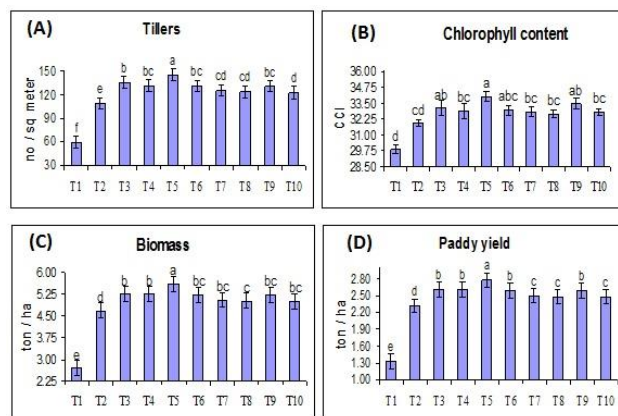 (A)
Tillers
no / sq meter
150
120
90
60
30
f
e
b
bc
a
bc
cd
cd
bc
d
T1 T2 T3 T4 T5 T6 T7 T8 T9 T10
(B)
Chlorophyll content
CCI
36.00
34.75
33.50
32.25
31.00
29.75
28.50
d
cd
ab
bc
a
abc
bc
bc
ab
bc
T1 T2 T3 T4 T5 T6 T7 T8 T9 T10
(C)
Biomass
ton / ha
6.00
5.25
4.50
3.75
3.00
2.25
e
d
b
b
a
bc
bc
c
bc
bc
T1 T2 T3 T4 T5 T6 T7 T8 T9 T10
(D)
Paddy yield
ton / ha
2.80
2.50
2.20
1.90
1.60
1.30
1.00
e
d
b
b
a
b
c
c
b
c
T1 T2 T3 T4 T5 T6 T7 T8 T9 T10